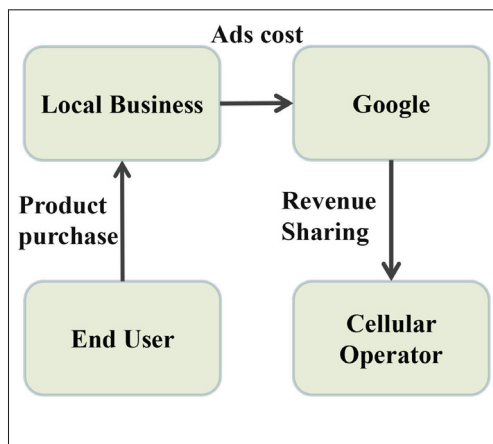 Ads cost
Local Business
Google
Product
purchase
Revenue
Sharing
End User
Cellular
Operator